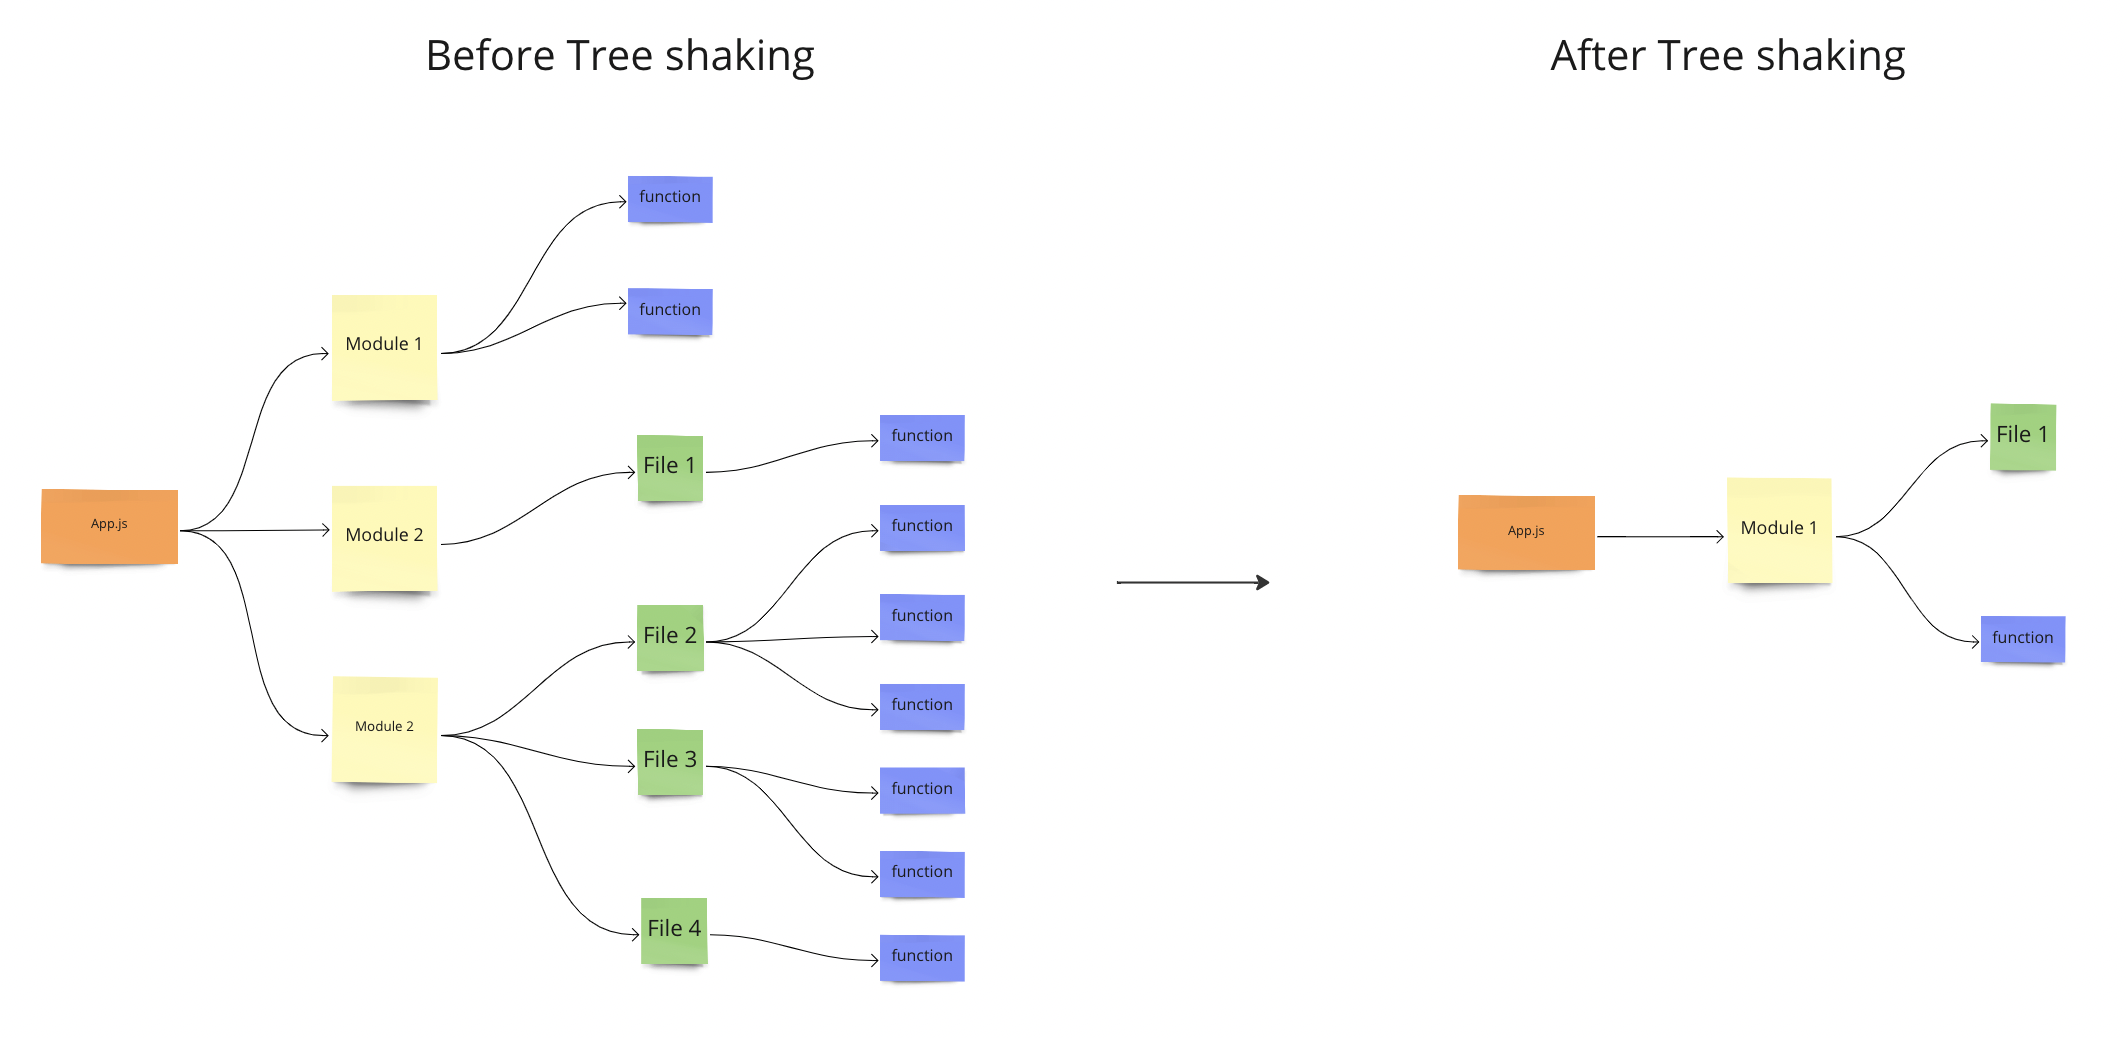 Before Tree shaking
After Tree shaking
function
function
Module 1
function
File 1
App.js
Module 2
function
function
File 2
function
Module 2
File 3
function
function
File 4
function
File 1
App.js
Module 1
function